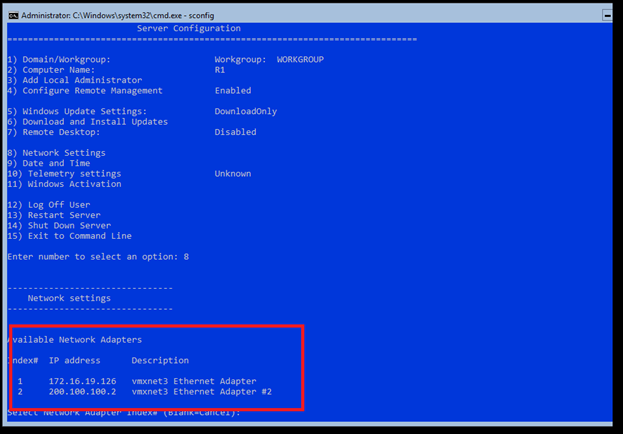 Administrator: C:\Windows\system32\cmd.exe - sconfig
Server Configuration
===============================================================================
1) Domain/Workgroup: Workgroup: WORKGROUP
2) Computer Name: R1
3) Add Local Administrator
4) Configure Remote Management Enabled
5) Windows Update Settings: DownloadOnly
6) Download and Install Updates
7) Remote Desktop: Disabled
8) Network Settings
9) Date and Time
10) Telemetry settings Unknown
11) Windows Activation
12) Log Off User
13) Restart Server
14) Shut Down Server
15) Exit to Command Line
Enter number to select an option: 8
--------------------------------
Network settings
--------------------------------
Available Network Adapters
Index# IP address Description
1 172.16.19.126 vmxnet3 Ethernet Adapter
2 200.100.100.2 vmxnet3 Ethernet Adapter #2
Select Network Adapter Index# (Blank=Cancel):